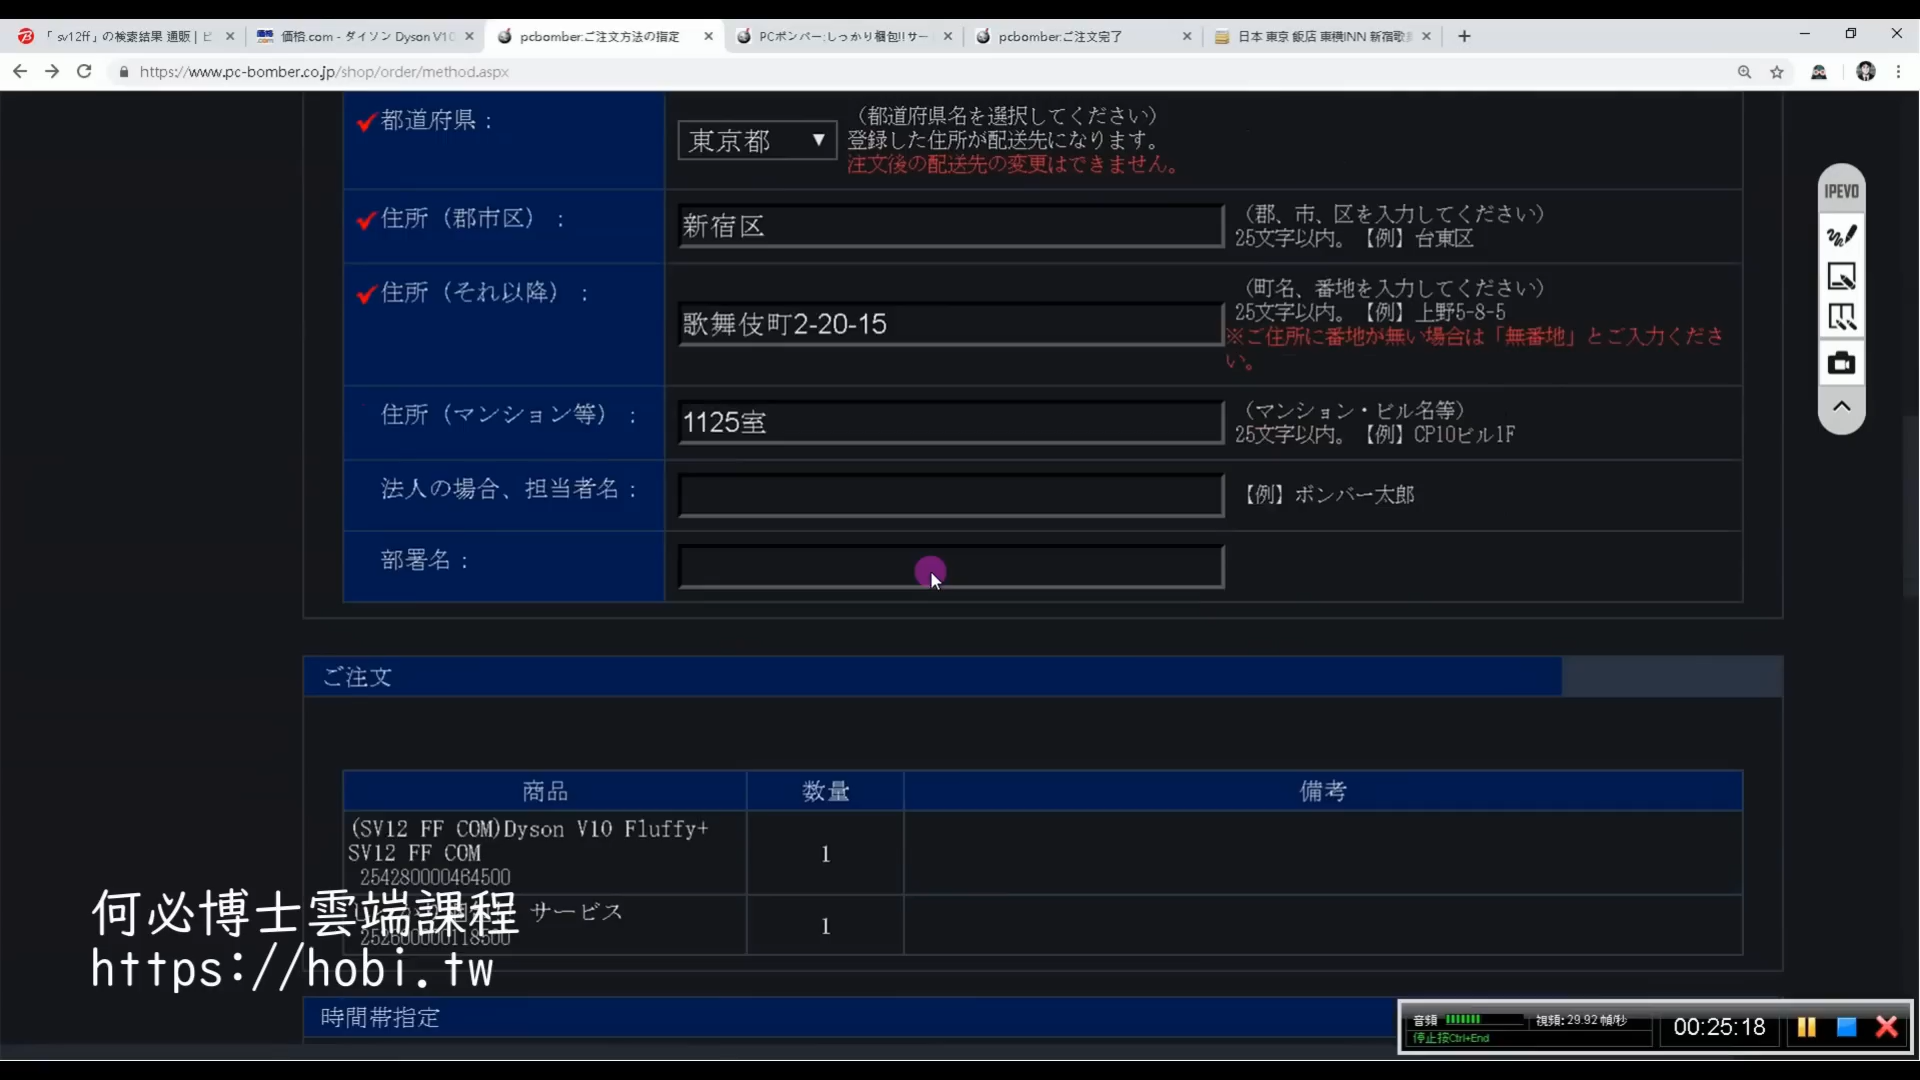 「 sv12ff」の検索結果 通販 | ビ
価格.com - ダイソン Dyson V10
pcbomber:ご注文方法の指定
PCボンバー:しっかり梱包!!サー
pcbomber:ご注文完了
日本 東京 飯店 東横INN 新宿歌
https://www.pc-bomber.co.jp/shop/order/method.aspx
都道府県：
東京都
（都道府県名を選択してください）
登録した住所が配送先になります。
注文後の配送先の変更はできません。
住所（郡市区）：
新宿区
（郡、市、区を入力してください）
25文字以内。【例】台東区
住所（それ以降）：
歌舞伎町2-20-15
（町名、番地を入力してください）
25文字以内。【例】上野5-8-5
※ご住所に番地が無い場合は「無番地」とご入力くださ
い。
住所（マンション等）：
1125室
（マンション・ビル名等）
25文字以内。【例】CP10ビル1F
法人の場合、担当者名：
【例】ボンバー太郎
部署名：
IPEVO
ご注文
商品
数量
備考
(SV12 FF COM)Dyson V10 Fluffy+
SV12 FF COM
254280000464500
1
サービス
252600000118500
1
何必博士雲端課程
https://hobi.tw
時間帯指定
音頻
視頻: 29.92 幀/秒
停止按Ctrl+End
00:25:18